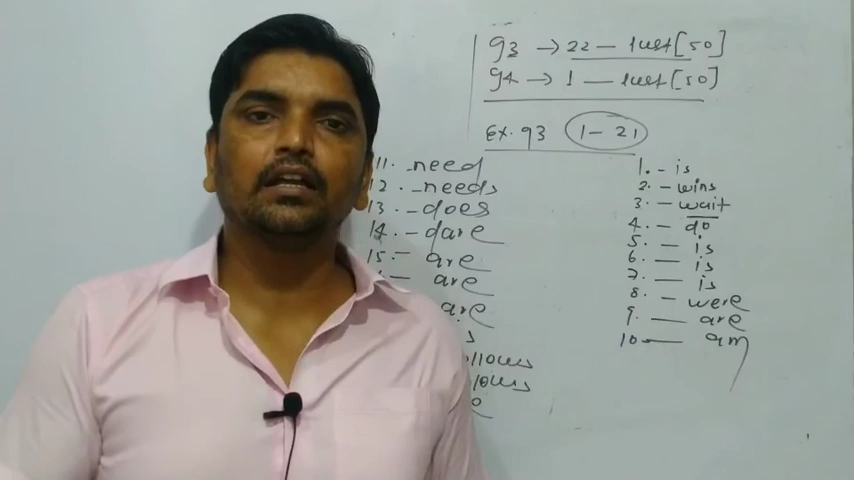 93 → 22 — last [50]
94 → 1 — last [50]
Ex. 93 1 — 21
1. — is
2. — wins
3. — wait
4. — do
5. — is
6. — is
7. — is
8. — were
9. — are
10 — am
11. need
12. — needs
13. — does
14. — dare
15. — are
— are
are
s
llows
lows